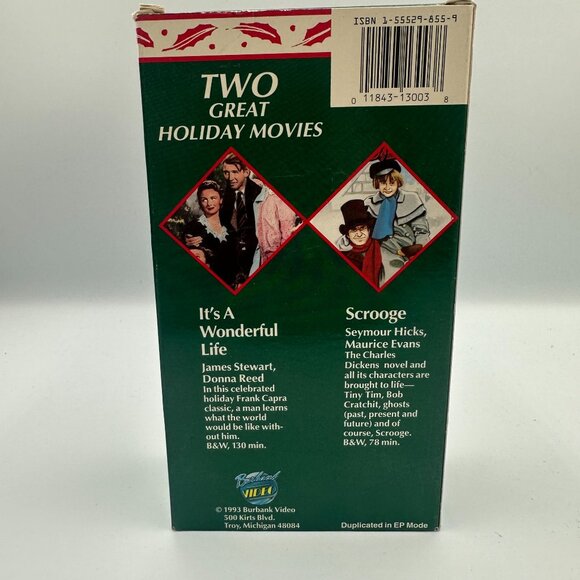 ISBN 1-55529-855-9
0 11843-13003 8
TWO
GREAT
HOLIDAY MOVIES
It's A
Wonderful
Life
James Stewart,
Donna Reed
In this celebrated
holiday Frank Capra
classic, a man learns
what the world
would be like with-
out him.
B&W, 130 min.
Scrooge
Seymour Hicks,
Maurice Evans
The Charles
Dickens novel and
all its characters are
brought to life—
Tiny Tim, Bob
Cratchit, ghosts
(past, present and
future) and of
course, Scrooge.
B&W, 78 min.
Burbank
VIDEO
© 1993 Burbank Video
500 Kirts Blvd.
Troy, Michigan 48084
Duplicated in EP Mode